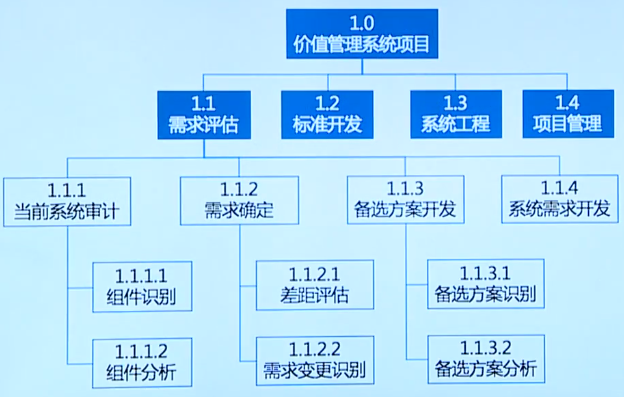 1.0
价值管理系统项目
1.1
需求评估
1.2
标准开发
1.3
系统工程
1.4
项目管理
1.1.1
当前系统审计
1.1.2
需求确定
1.1.3
备选方案开发
1.1.4
系统需求开发
1.1.1.1
组件识别
1.1.2.1
差距评估
1.1.3.1
备选方案识别
1.1.1.2
组件分析
1.1.2.2
需求变更识别
1.1.3.2
备选方案分析